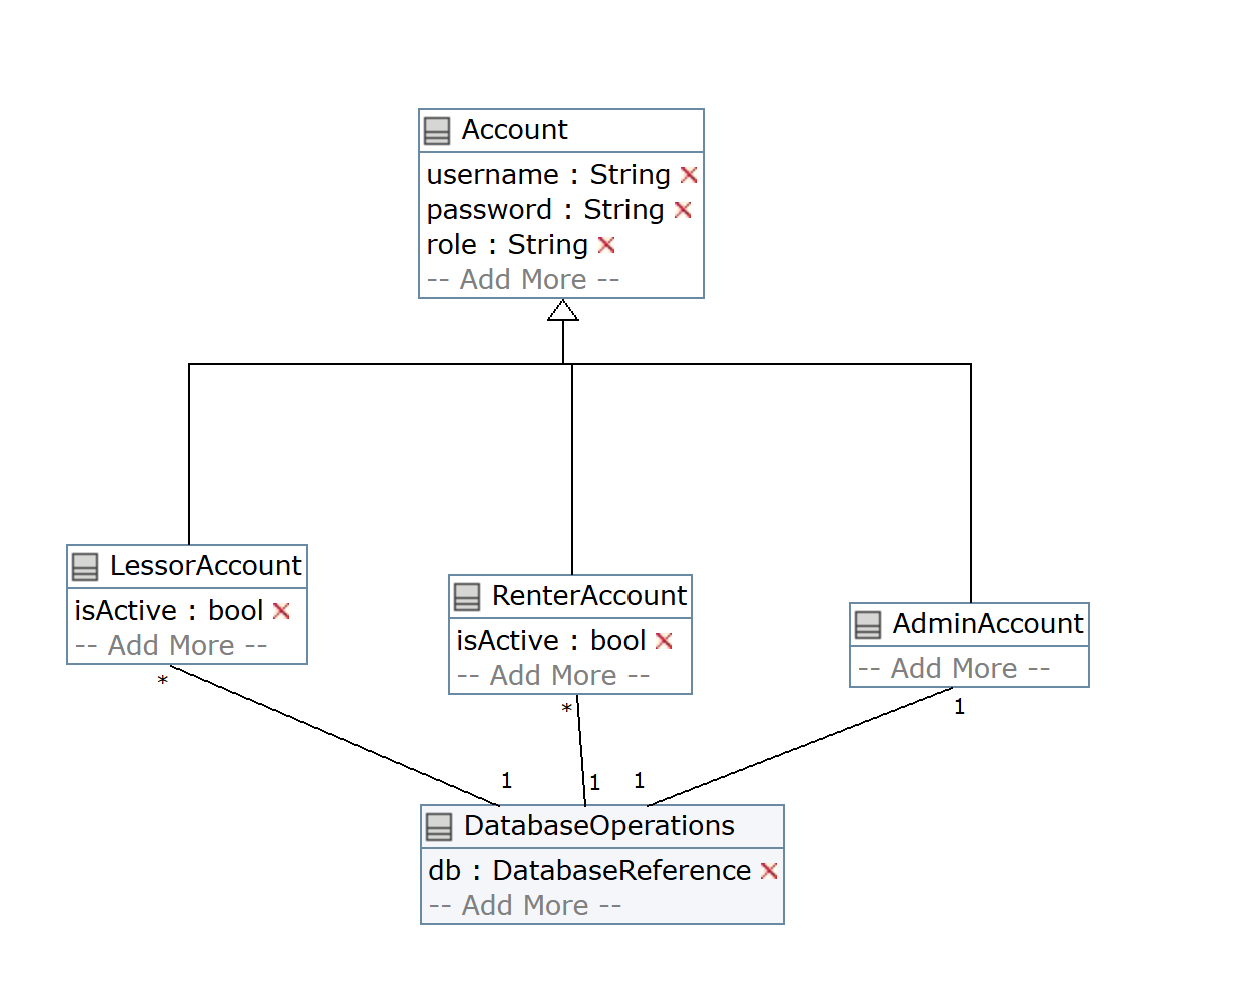 Account
username : String
password : String
role : String
-- Add More --
LessorAccount
isActive : bool
-- Add More --
RenterAccount
isActive : bool
-- Add More --
AdminAccount
-- Add More --
*
*
1
1
1
1
DatabaseOperations
db : DatabaseReference
-- Add More --